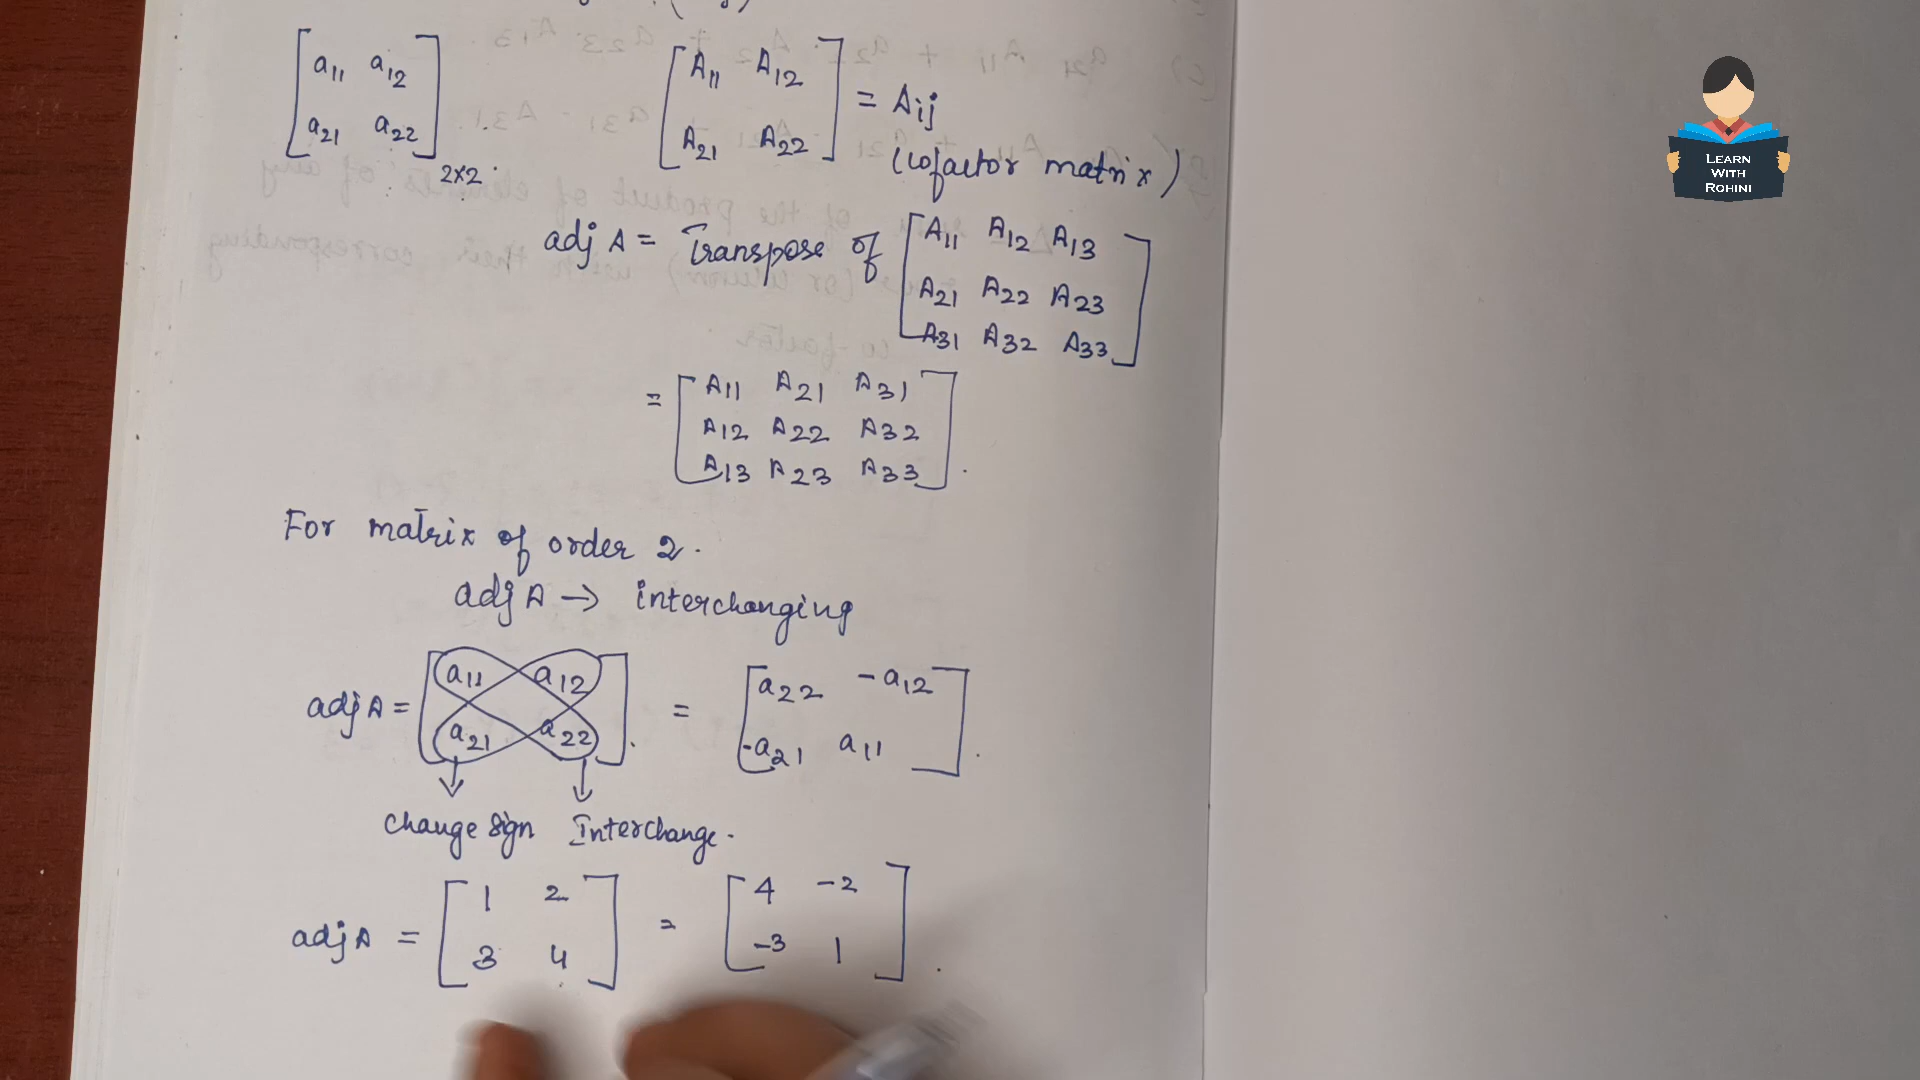 [a11 a12
a21 a22] 2x2
[A11 A12
A21 A22] = Aij
(cofactor matrix)
adj A = Transpose of [A11 A12 A13
A21 A22 A23
A31 A32 A33]
= [A11 A21 A31
A12 A22 A32
A13 A23 A33].
For matrix of order 2.
adj A → interchanging
adj A = [a11 a12
a21 a22]. = [a22 -a12
-a21 a11].
Change sign Interchange.
adj A = [1 2
3 4] = [4 -2
-3 1].
LEARN
WITH
ROHINI